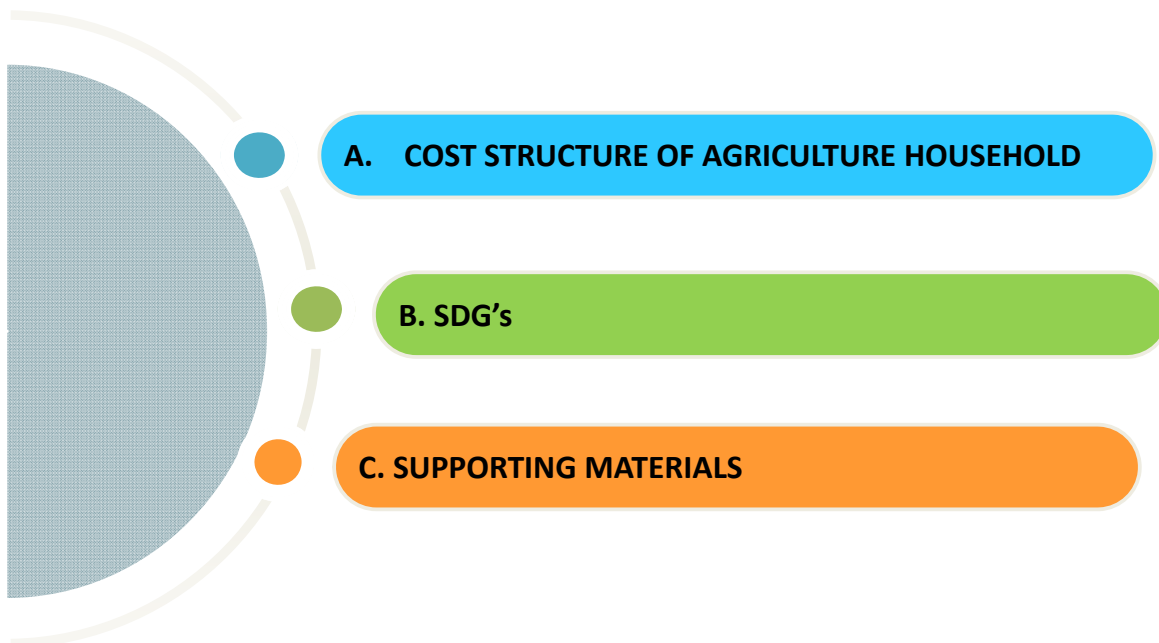 A. COST STRUCTURE OF AGRICULTURE HOUSEHOLD
B. SDG’s
C. SUPPORTING MATERIALS